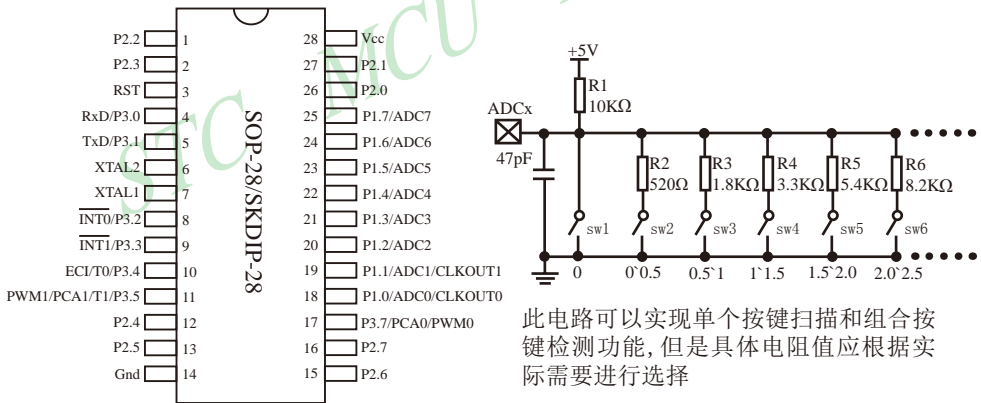 STC MCU
P2.2 1
P2.3 2
RST 3
RxD/P3.0 4
TxD/P3.1 5
XTAL2 6
XTAL1 7
INT0/P3.2 8
INT1/P3.3 9
ECI/T0/P3.4 10
PWM1/PCA1/T1/P3.5 11
P2.4 12
P2.5 13
Gnd 14
SOP-28/SKDIP-28
28 Vcc
27 P2.1
26 P2.0
25 P1.7/ADC7
24 P1.6/ADC6
23 P1.5/ADC5
22 P1.4/ADC4
21 P1.3/ADC3
20 P1.2/ADC2
19 P1.1/ADC1/CLKOUT1
18 P1.0/ADC0/CLKOUT0
17 P3.7/PCA0/PWM0
16 P2.7
15 P2.6
+5V
R1
10KΩ
ADCx
47pF
R2 R3 R4 R5 R6
520Ω 1.8KΩ 3.3KΩ 5.4KΩ 8.2KΩ
sw1 sw2 sw3 sw4 sw5 sw6
0 0~0.5 0.5~1 1~1.5 1.5~2.0 2.0~2.5
此电路可以实现单个按键扫描和组合按
键检测功能,但是具体电阻值应根据实
际需要进行选择